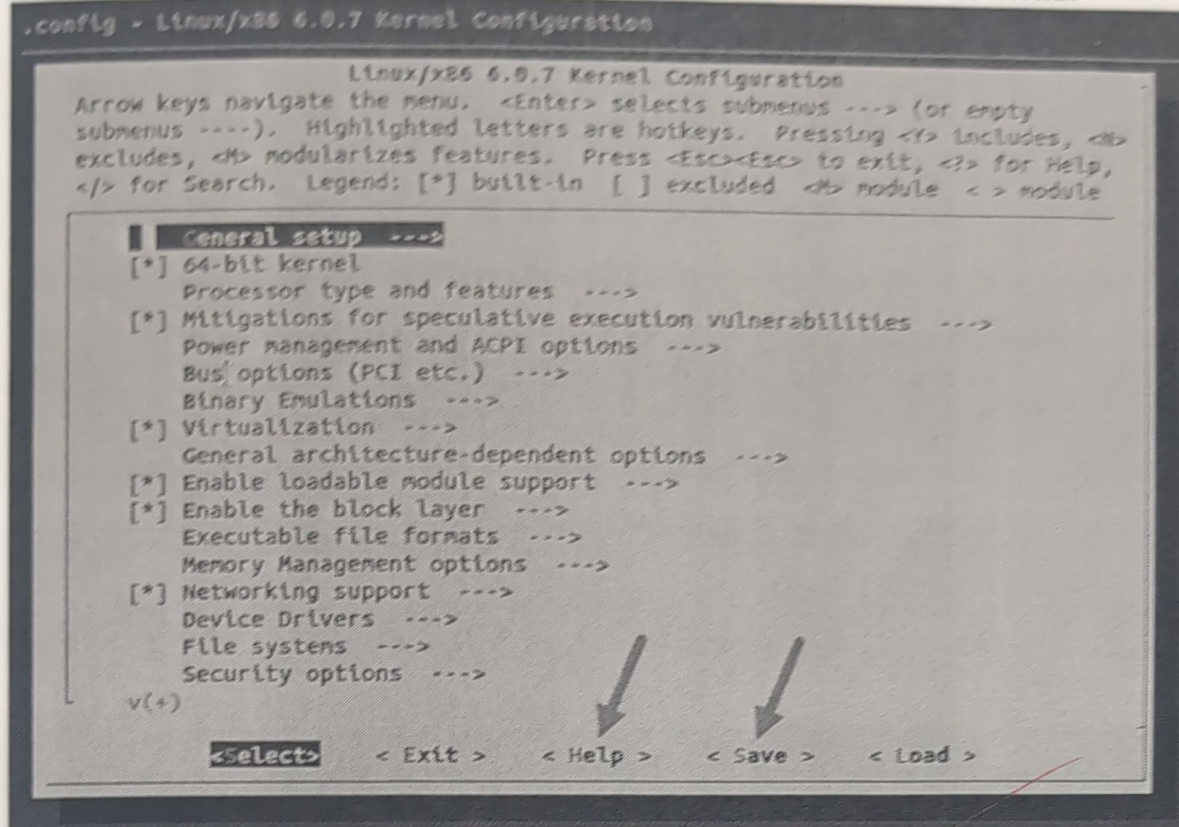 .config - Linux/x86 6.0.7 Kernel Configuration
Linux/x86 6.0.7 Kernel Configuration
Arrow keys navigate the menu. <Enter> selects submenus ---> (or empty
submenus ----). Highlighted letters are hotkeys. Pressing <Y> includes, <N>
excludes, <M> modularizes features. Press <Esc><Esc> to exit, <?> for Help,
</> for Search. Legend: [*] built-in [ ] excluded <M> module < > module
General setup --->
[*] 64-bit kernel
Processor type and features --->
[*] Mitigations for speculative execution vulnerabilities --->
Power management and ACPI options --->
Bus options (PCI etc.) --->
Binary Emulations --->
[*] Virtualization --->
General architecture-dependent options --->
[*] Enable loadable module support --->
[*] Enable the block layer --->
Executable file formats --->
Memory Management options --->
[*] Networking support --->
Device Drivers --->
File systems --->
Security options --->
v(+)
<Select> < Exit > < Help > < Save > < Load >